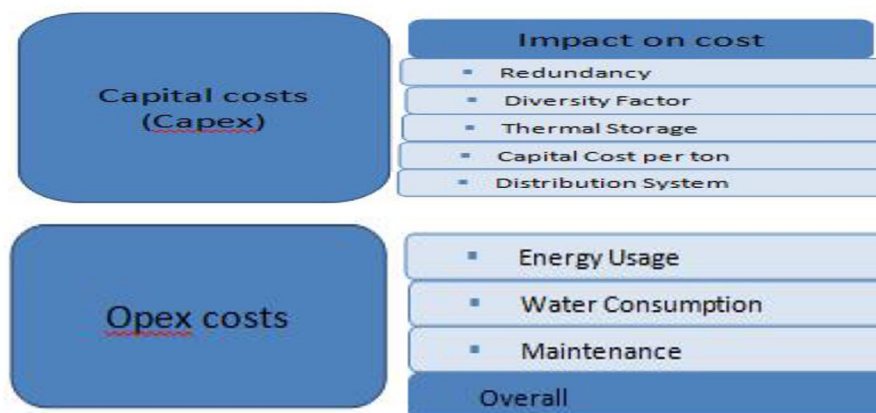 Capital costs
(Capex)
Impact on cost
▪ Redundancy
▪ Diversity Factor
▪ Thermal Storage
▪ Capital Cost per ton
▪ Distribution System
Opex costs
▪ Energy Usage
▪ Water Consumption
▪ Maintenance
Overall